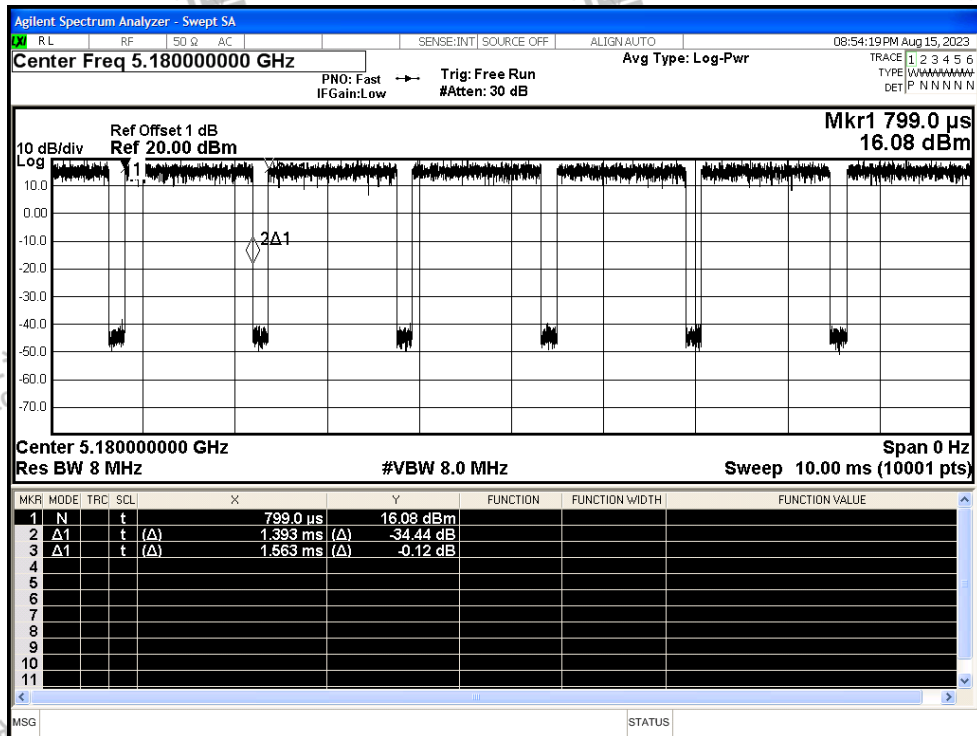 Agilent Spectrum Analyzer - Swept SA
LXI RL RF 50 Ω AC SENSE:INT SOURCE OFF ALIGN AUTO 08:54:19 PM Aug 15, 2023
Center Freq 5.180000000 GHz
PNO: Fast
IFGain:Low
Trig: Free Run
#Atten: 30 dB
Avg Type: Log-Pwr
TRACE 1 2 3 4 5 6
TYPE
DET P N N N N N
Mkr1 799.0 µs
16.08 dBm
Ref Offset 1 dB
10 dB/div Ref 20.00 dBm
Log
1
10.0
0.00
2Δ1
-10.0
-20.0
-30.0
-40.0
-50.0
-60.0
-70.0
Center 5.180000000 GHz Span 0 Hz
Res BW 8 MHz #VBW 8.0 MHz Sweep 10.00 ms (10001 pts)
MKR MODE TRC SCL X Y FUNCTION FUNCTION WIDTH FUNCTION VALUE
1 N t 799.0 µs 16.08 dBm
2 Δ1 t (Δ) 1.393 ms (Δ) -34.44 dB
3 Δ1 t (Δ) 1.563 ms (Δ) -0.12 dB
4
5
6
7
8
9
10
11
MSG STATUS